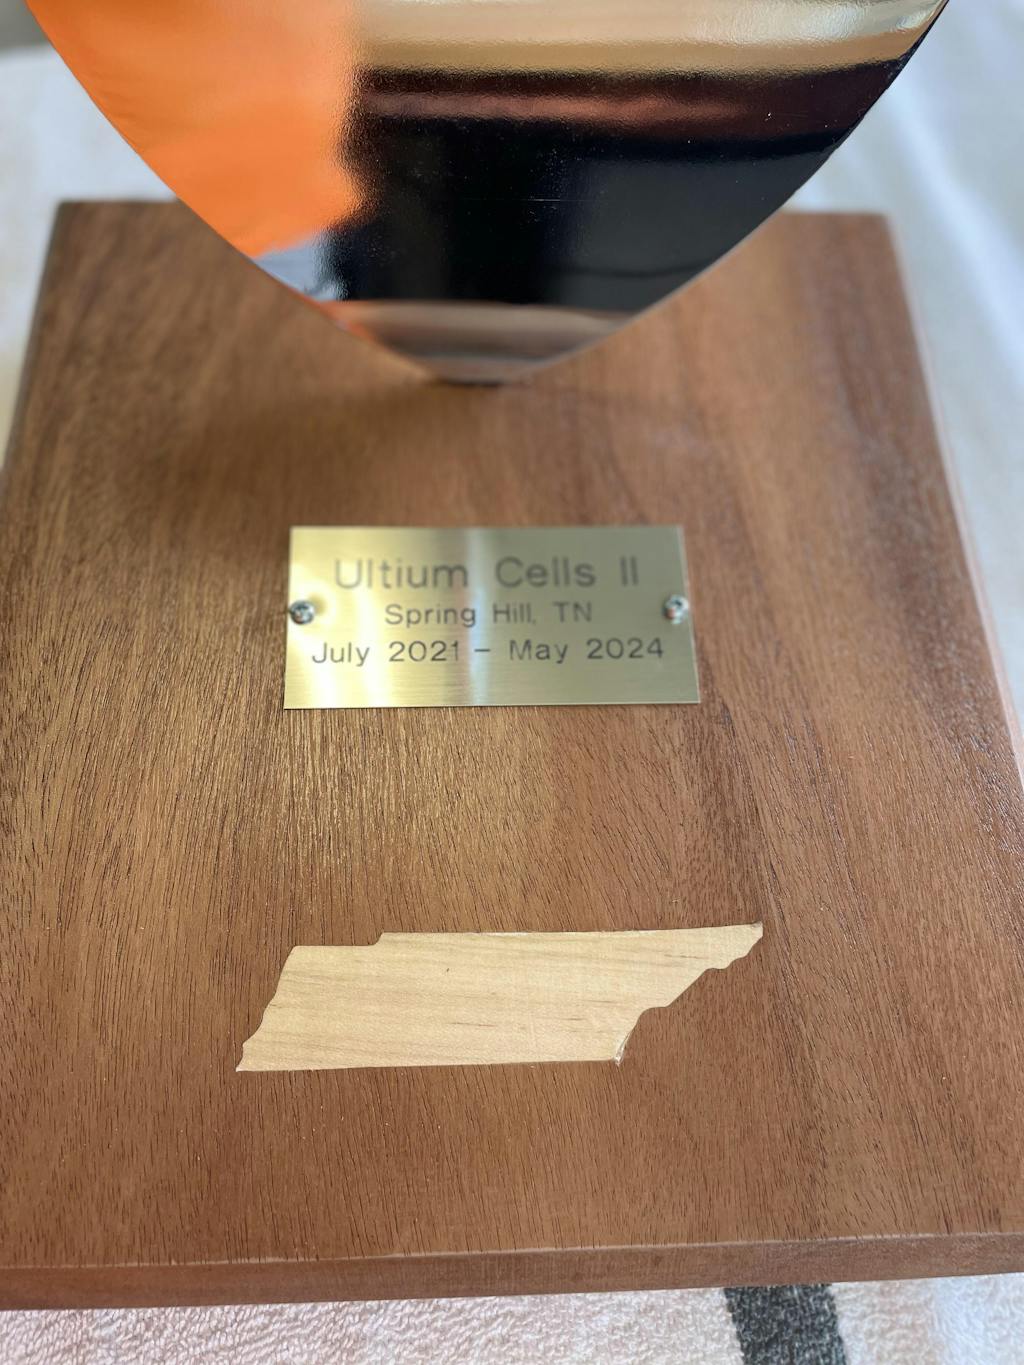 Ultium Cells II
Spring Hill, TN
July 2021 – May 2024